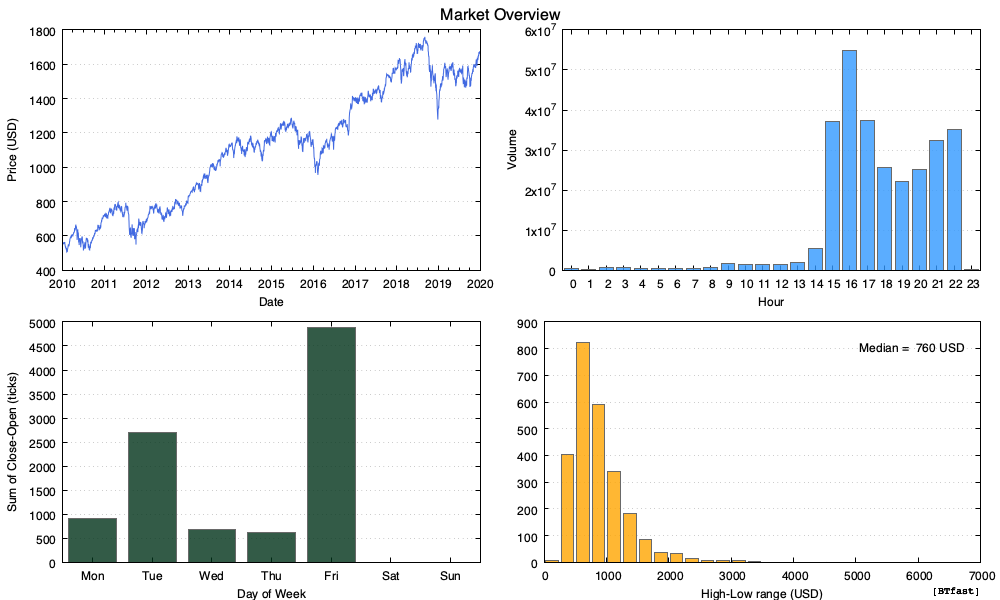 Market Overview
1800
1600
1400
1200
1000
800
600
400
Price (USD)
2010 2011 2012 2013 2014 2015 2016 2017 2018 2019 2020
Date
6x10^7
5x10^7
4x10^7
3x10^7
2x10^7
1x10^7
0
Volume
0 1 2 3 4 5 6 7 8 9 10 11 12 13 14 15 16 17 18 19 20 21 22 23
Hour
5000
4500
4000
3500
3000
2500
2000
1500
1000
500
0
Sum of Close-Open (ticks)
Mon Tue Wed Thu Fri Sat Sun
Day of Week
900
800
700
600
500
400
300
200
100
0
Median = 760 USD
0 1000 2000 3000 4000 5000 6000 7000
High-Low range (USD)
[BTfast]